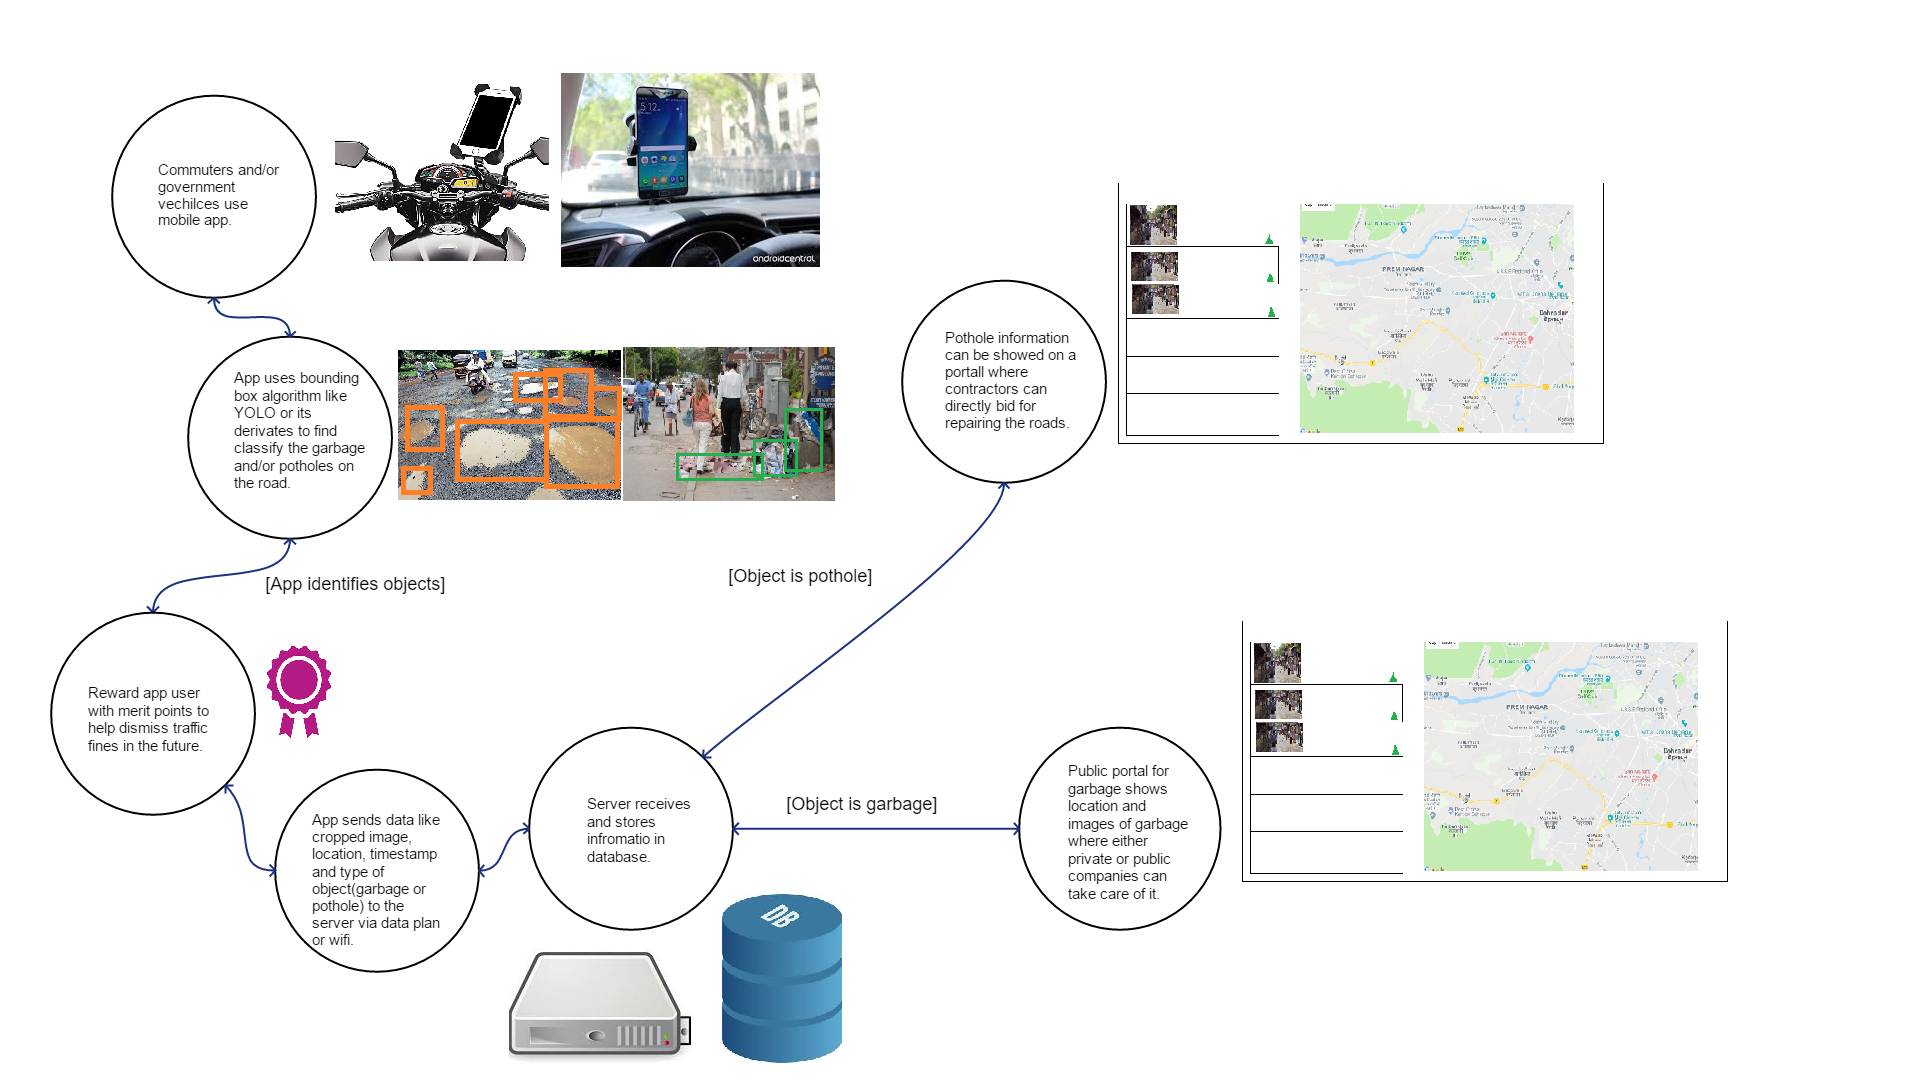 Commuters and/or
government
vechilces use
mobile app.
5:12
androidcentral
App uses bounding
box algorithm like
YOLO or its
derivates to find
classify the garbage
and/or potholes on
the road.
[App identifies objects]
Reward app user
with merit points to
help dismiss traffic
fines in the future.
App sends data like
cropped image,
location, timestamp
and type of
object(garbage or
pothole) to the
server via data plan
or wifi.
Server receives
and stores
infromatio in
database.
DB
[Object is pothole]
Pothole information
can be showed on a
portall where
contractors can
directly bid for
repairing the roads.
PREM NAGAR
Dehradun
[Object is garbage]
Public portal for
garbage shows
location and
images of garbage
where either
private or public
companies can
take care of it.
PREM NAGAR
Dehradun